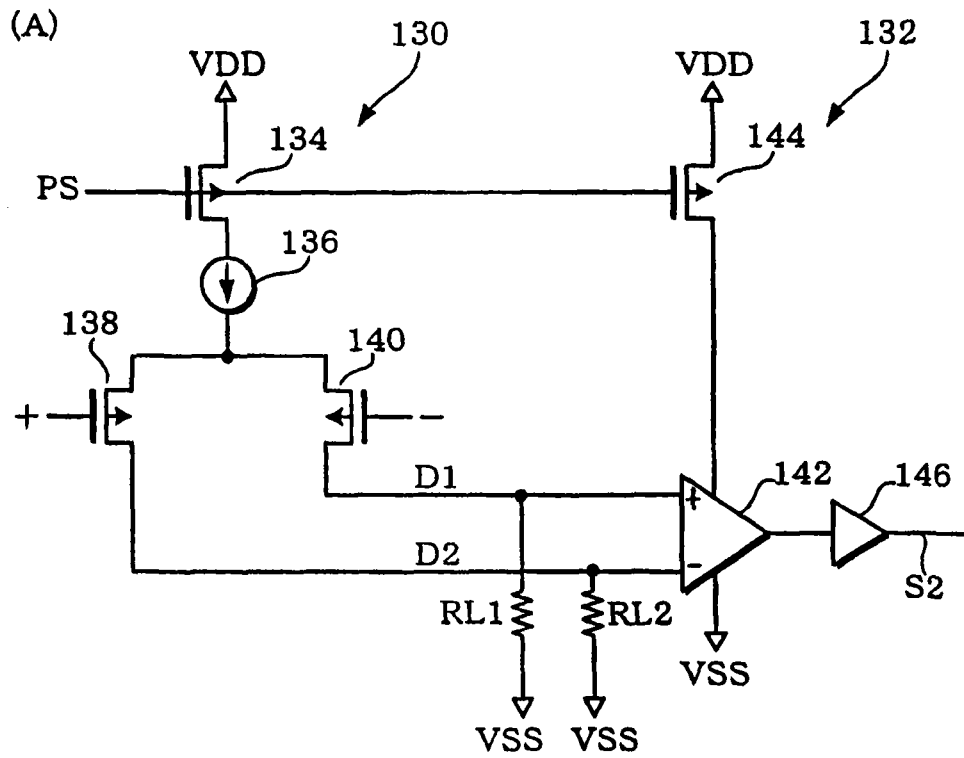 (A)
130
132
VDD
VDD
134
144
PS
136
138
140
+
−
D1
+
142
146
D2
−
S2
RL1
RL2
VSS
VSS
VSS